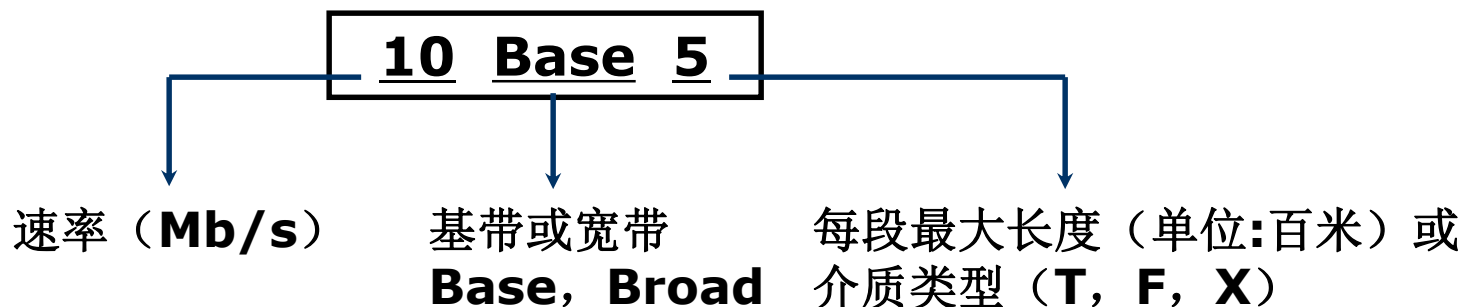 10 Base 5
速率（Mb/s）
基带或宽带
Base，Broad
每段最大长度（单位:百米）或
介质类型（T，F，X）